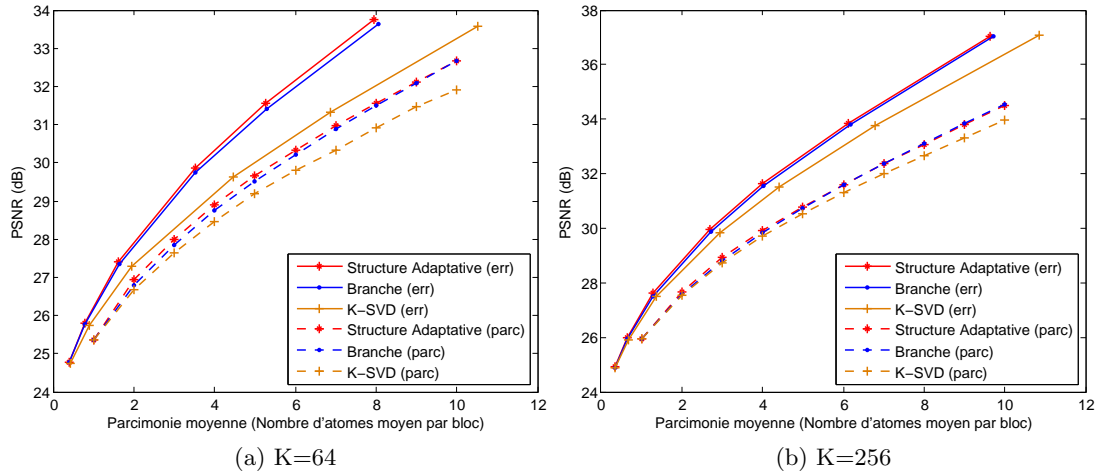 34
33
32
31
30
29
28
27
26
25
24
PSNR (dB)
0 2 4 6 8 10 12
Parcimonie moyenne (Nombre d'atomes moyen par bloc)
Structure Adaptative (err)
Branche (err)
K−SVD (err)
Structure Adaptative (parc)
Branche (parc)
K−SVD (parc)
(a) K=64
38
36
34
32
30
28
26
24
PSNR (dB)
0 2 4 6 8 10 12
Parcimonie moyenne (Nombre d'atomes moyen par bloc)
Structure Adaptative (err)
Branche (err)
K−SVD (err)
Structure Adaptative (parc)
Branche (parc)
K−SVD (parc)
(b) K=256